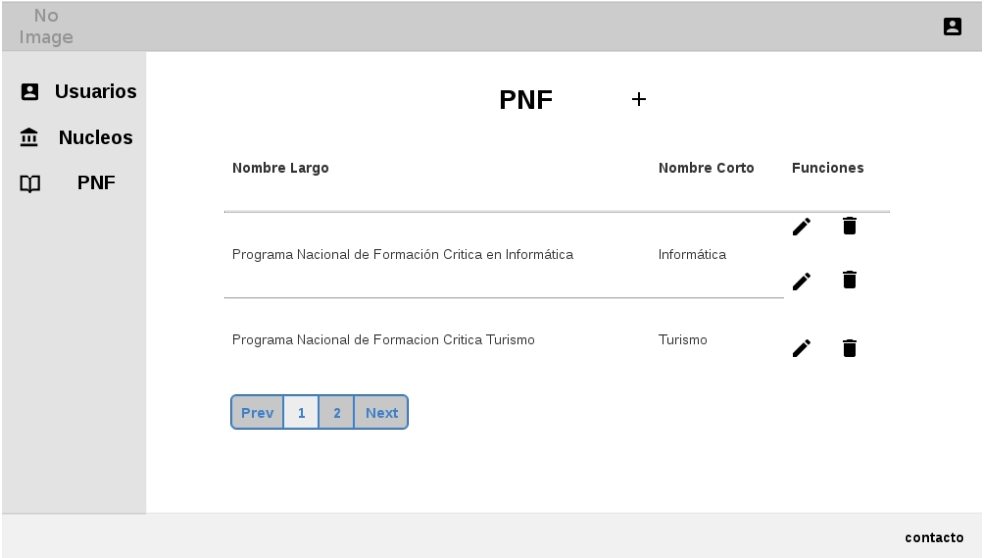 No
Image
Usuarios
Nucleos
PNF
PNF +
Nombre Largo Nombre Corto Funciones
Programa Nacional de Formación Critica en Informática Informática
Programa Nacional de Formacion Critica Turismo Turismo
Prev 1 2 Next
contacto